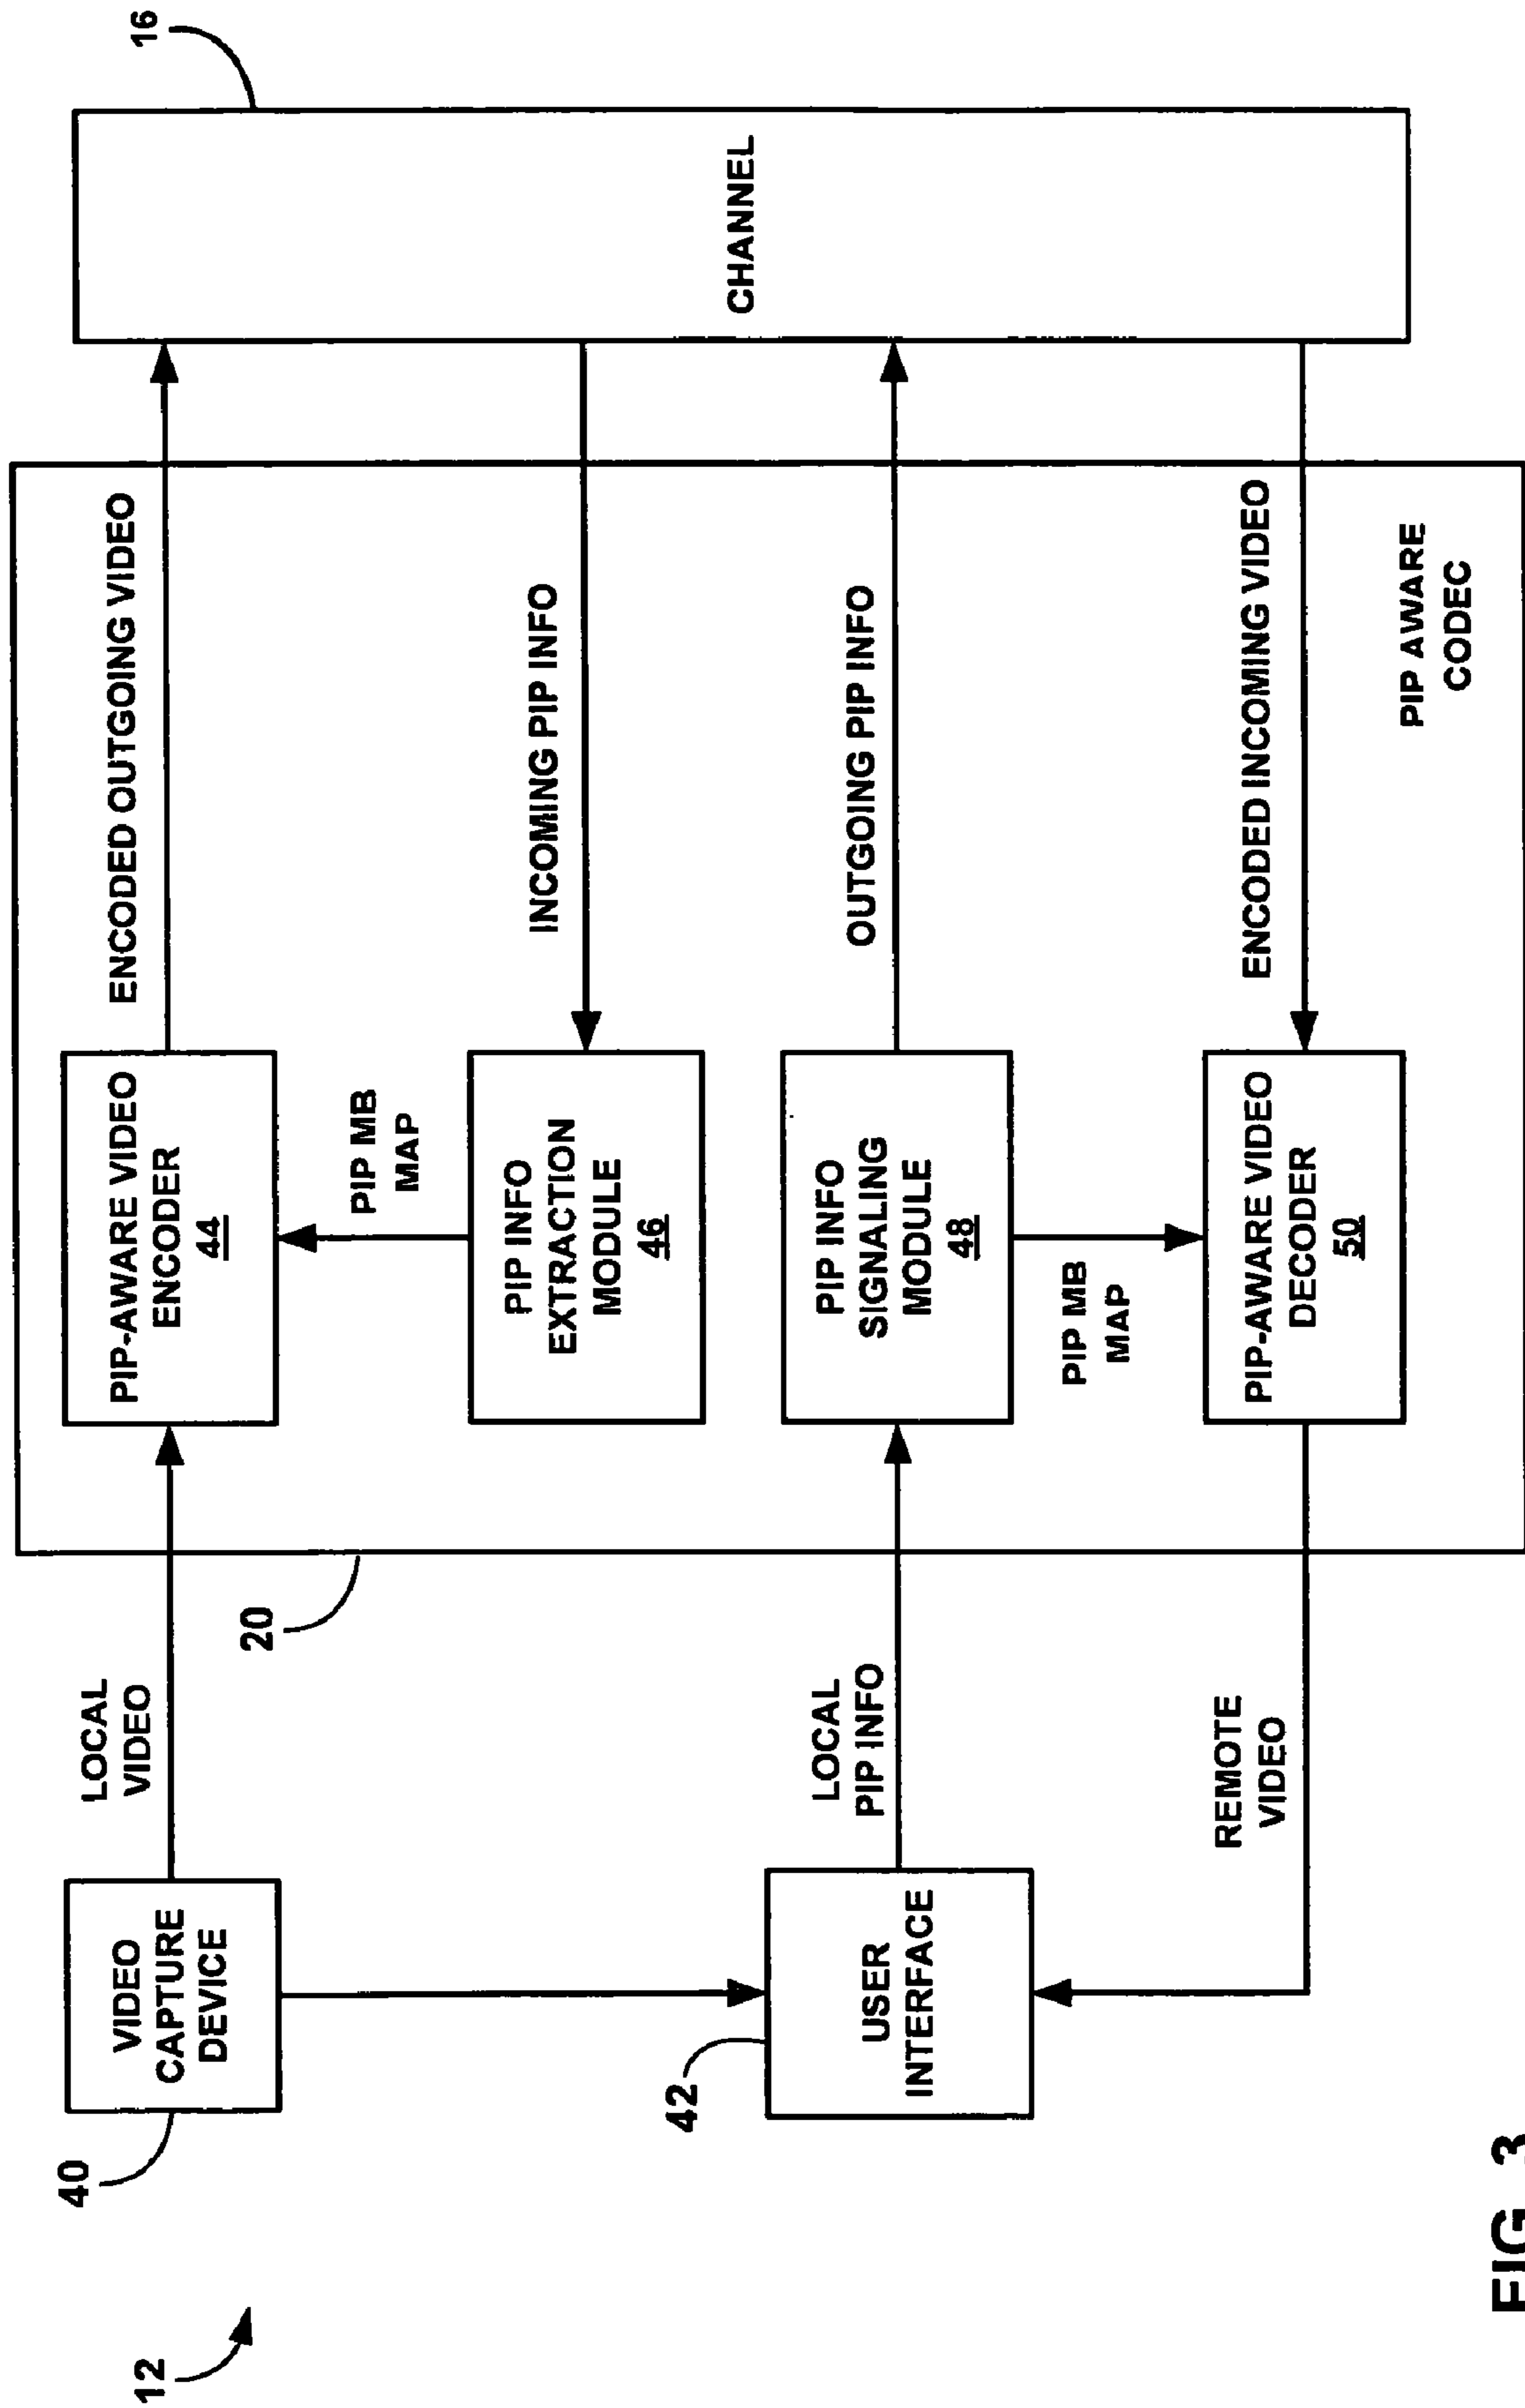 12
40
VIDEO
CAPTURE
DEVICE
LOCAL
VIDEO
20
PIP-AWARE VIDEO
ENCODER
44
ENCODED OUTGOING VIDEO
16
PIP MB
MAP
PIP INFO
EXTRACTION
MODULE
46
INCOMING PIP INFO
CHANNEL
42
USER
INTERFACE
LOCAL
PIP INFO
PIP INFO
SIGNALING
MODULE
48
OUTGOING PIP INFO
PIP MB
MAP
REMOTE
VIDEO
PIP-AWARE VIDEO
DECODER
50
ENCODED INCOMING VIDEO
PIP AWARE
CODEC
FIG. 3